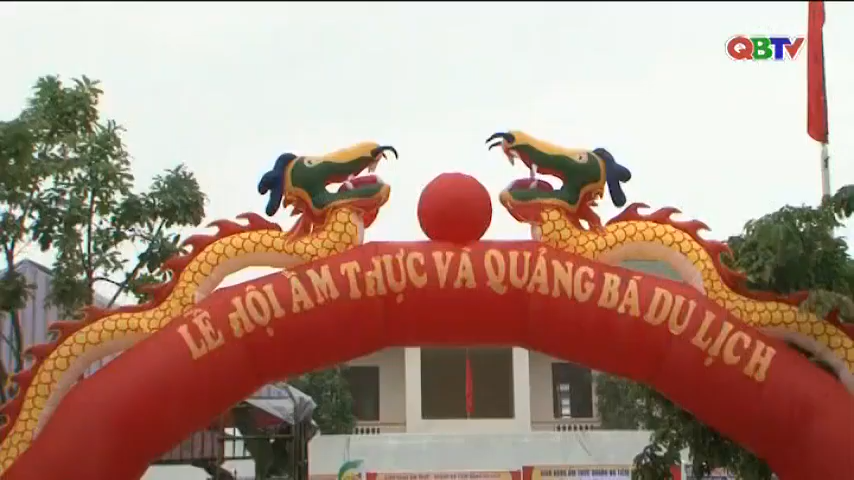 QBTV
LỄ HỘI ẨM THỰC VÀ QUẢNG BÁ DU LỊCH